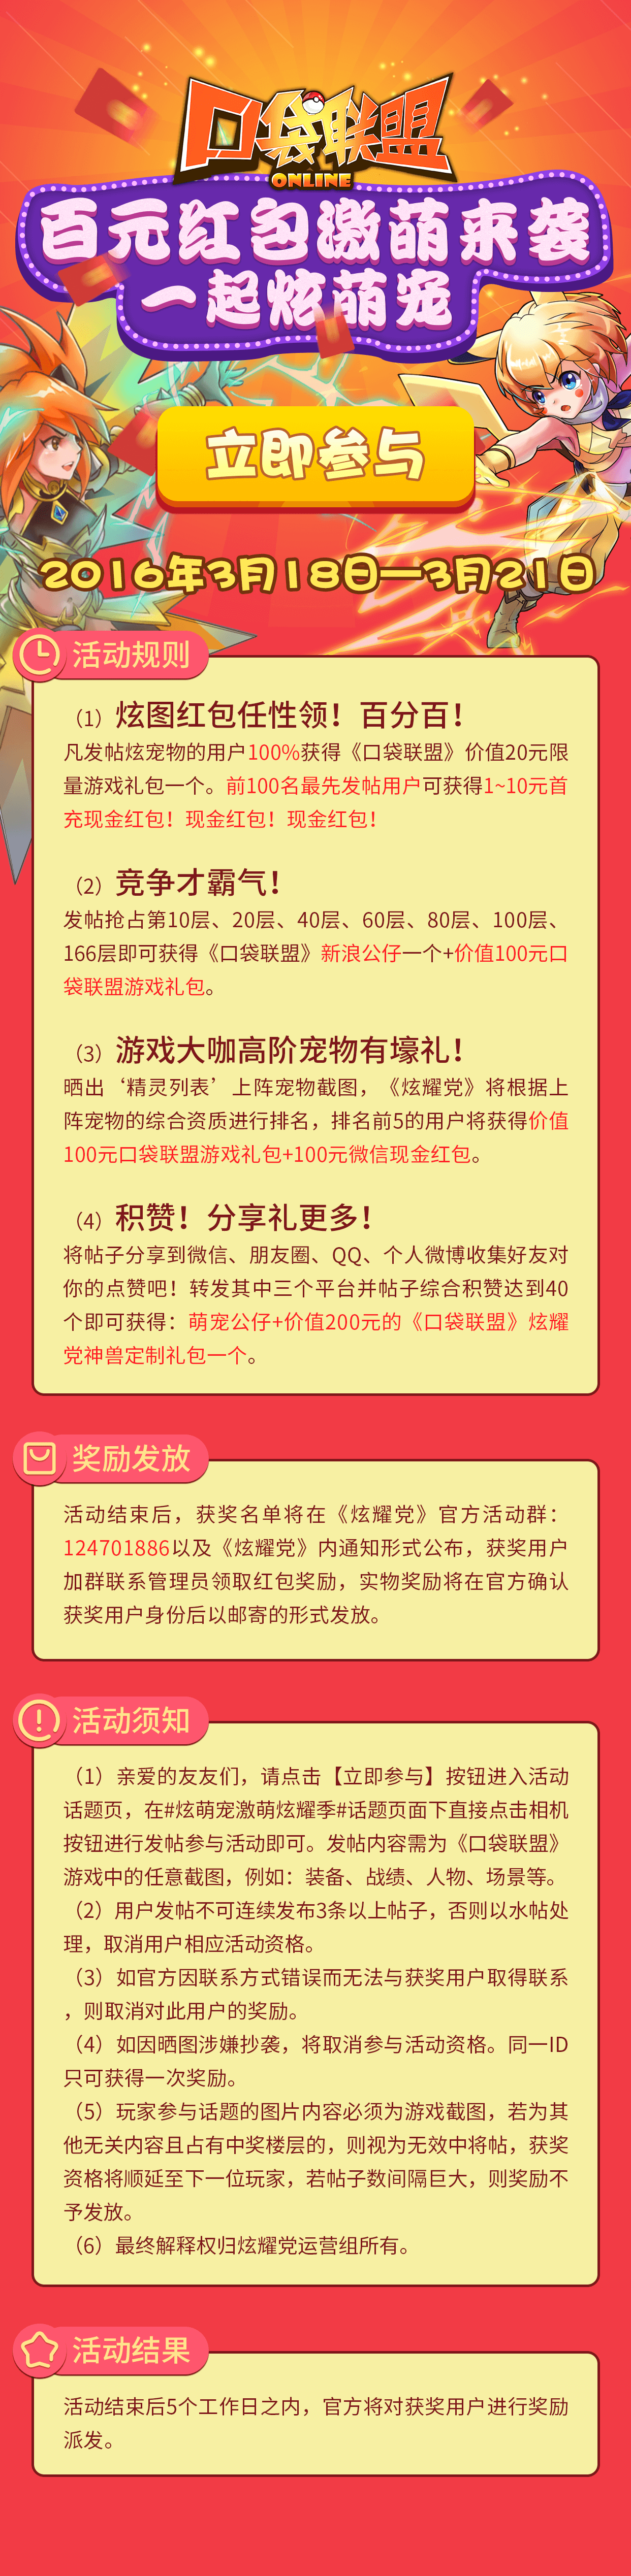 口袋联盟
ONLINE
百元红包邀萌来袭
一起炫萌宠
立即参与
2016年3月18日—3月21日
活动规则
（1）炫图红包任性领！百分百！
凡发帖炫宠物的用户100%获得《口袋联盟》价值20元限
量游戏礼包一个。前100名最先发帖用户可获得1~10元首
充现金红包！现金红包！现金红包！
（2）竞争才霸气！
发帖抢占第10层、20层、40层、60层、80层、100层、
166层即可获得《口袋联盟》新浪公仔一个+价值100元口
袋联盟游戏礼包。
（3）游戏大咖高阶宠物有壕礼！
晒出‘精灵列表’上阵宠物截图，《炫耀党》将根据上
阵宠物的综合资质进行排名，排名前5的用户将获得价值
100元口袋联盟游戏礼包+100元微信现金红包。
（4）积赞！分享礼更多！
将帖子分享到微信、朋友圈、QQ、个人微博收集好友对
你的点赞吧！转发其中三个平台并帖子综合积赞达到40
个即可获得：萌宠公仔+价值200元的《口袋联盟》炫耀
党神兽定制礼包一个。
奖励发放
活动结束后，获奖名单将在《炫耀党》官方活动群：
124701886以及《炫耀党》内通知形式公布，获奖用户
加群联系管理员领取红包奖励，实物奖励将在官方确认
获奖用户身份后以邮寄的形式发放。
活动须知
（1）亲爱的友友们，请点击【立即参与】按钮进入活动
话题页，在#炫萌宠激萌炫耀季#话题页面下直接点击相机
按钮进行发帖参与活动即可。发帖内容需为《口袋联盟》
游戏中的任意截图，例如：装备、战绩、人物、场景等。
（2）用户发帖不可连续发布3条以上帖子，否则以水帖处
理，取消用户相应活动资格。
（3）如官方因联系方式错误而无法与获奖用户取得联系
，则取消对此用户的奖励。
（4）如因晒图涉嫌抄袭，将取消参与活动资格。同一ID
只可获得一次奖励。
（5）玩家参与话题的图片内容必须为游戏截图，若为其
他无关内容且占有中奖楼层的，则视为无效中将帖，获奖
资格将顺延至下一位玩家，若帖子数间隔巨大，则奖励不
予发放。
（6）最终解释权归炫耀党运营组所有。
活动结果
活动结束后5个工作日之内，官方将对获奖用户进行奖励
派发。